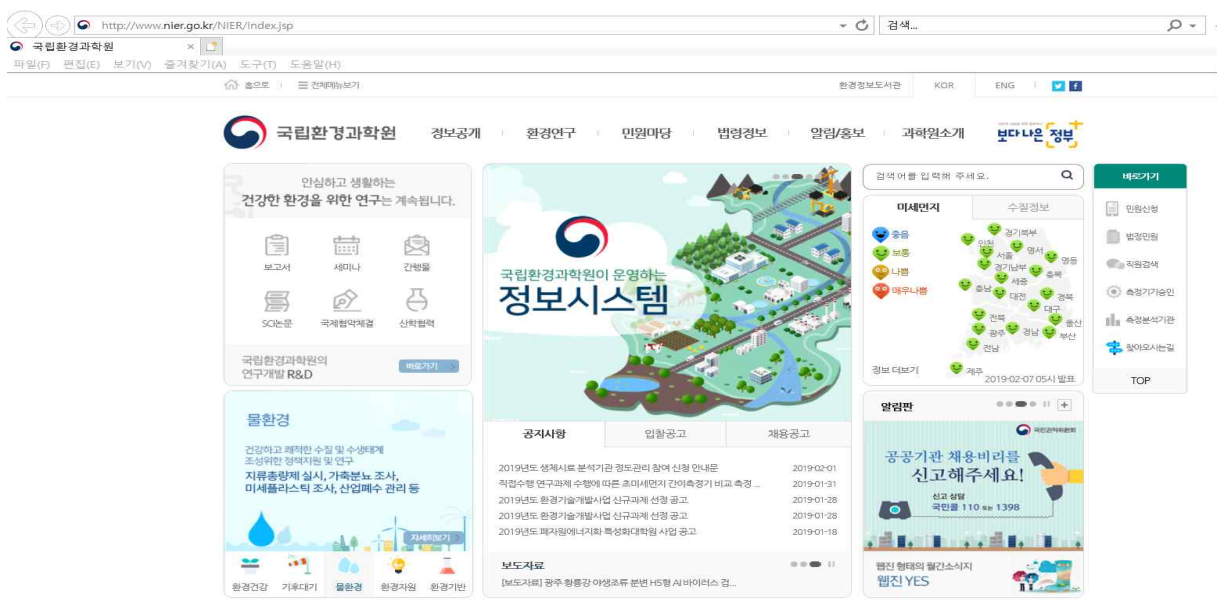 http://www.nier.go.kr/NIER/index.jsp
검색...
국립환경과학원
파일(F) 편집(E) 보기(V) 즐겨찾기(A) 도구(T) 도움말(H)
홈으로 전체메뉴보기
환경정보도서관 KOR ENG
국립환경과학원 정보공개 환경연구 민원마당 법령정보 알림/홍보 과학원소개
보다나은 정부
안심하고 생활하는
건강한 환경을 위한 연구는 계속됩니다.
보고서 세미나 간행물
SCI논문 국제협약체결 산학협력
국립환경과학원의
연구개발 R&D
바로가기
국립환경과학원이 운영하는
정보시스템
검색어를 입력해 주세요.
미세먼지 수질정보
좋음
보통
나쁨
매우나쁨
경기북부
인천
서울
영서
영동
경기남부
충북
세종
충남
대전
경북
대구
전북
울산
광주
경남
부산
전남
제주
정보 더보기
2019-02-07 05시 발표
바로가기
민원신청
법정민원
직원검색
측정기기승인
측정분석기관
찾아오시는길
TOP
물환경
건강하고 쾌적한 수질 및 수생태계
조성위한 정책지원 및 연구
지류총량제 실시, 가축분뇨 조사,
미세플라스틱 조사, 산업폐수 관리 등
자세히보기
환경건강 기후대기 물환경 환경자원 환경기반
공지사항 입찰공고 채용공고
2019년도 생체시료 분석기관 정도관리 참여 신청 안내문 2019-02-01
직접수행 연구과제 수행에 따른 초미세먼지 간이측정기 비교 측정 ... 2019-01-31
2019년도 환경기술개발사업 신규과제 선정 공고 2019-01-28
2019년도 환경기술개발사업 신규과제 선정 공고 2019-01-28
2019년도 폐자원에너지화 특성화대학원 사업 공고 2019-01-18
보도자료
[보도자료] 광주 황룡강 야생조류 분변 H5형 AI 바이러스 검...
알림판
국민권익위원회
공공기관 채용비리를
신고해주세요!
신고 상담
국민콜 110 또는 1398
웹진 형태의 월간소식지
웹진 YES